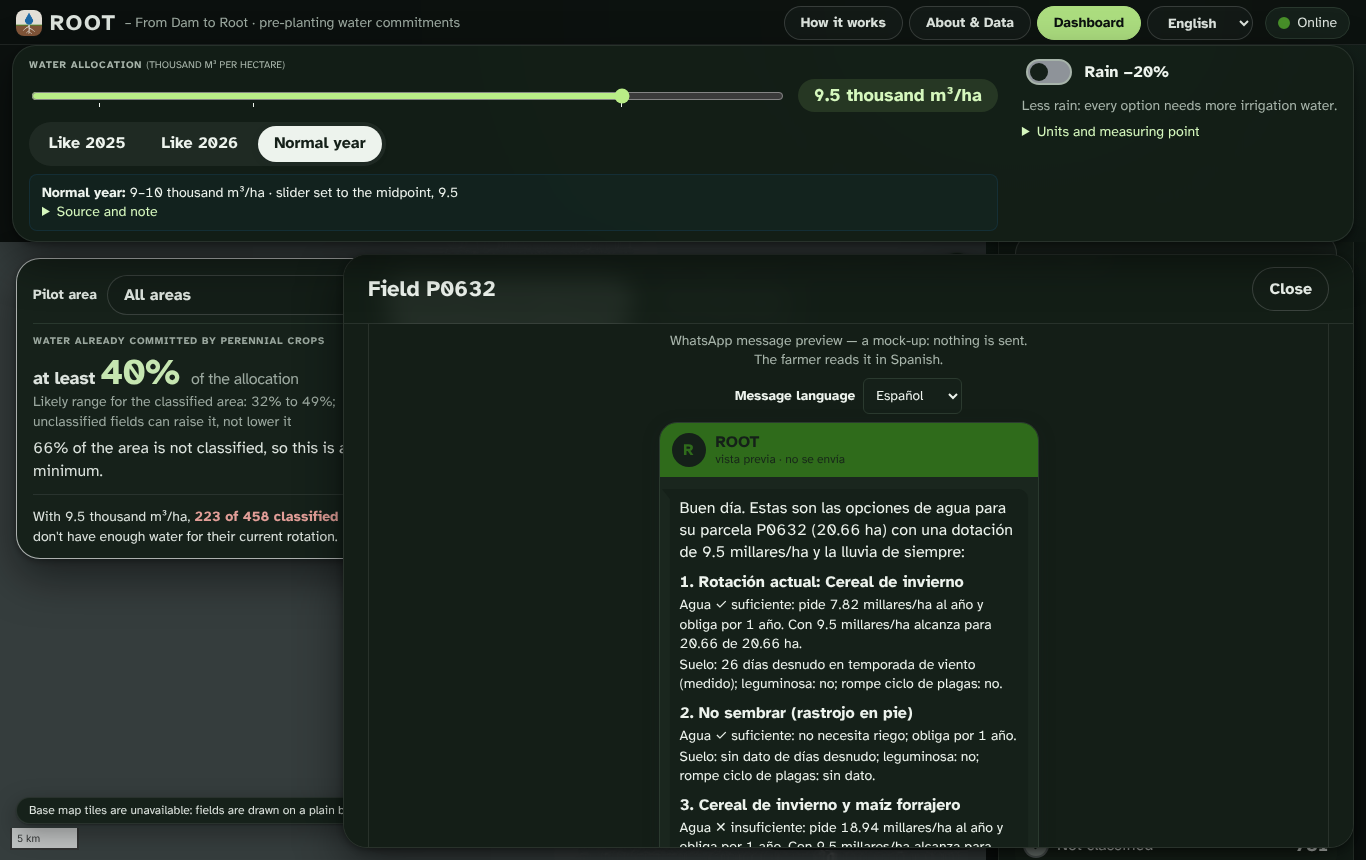 ROOT – From Dam to Root · pre-planting water commitments
How it works
About & Data
Dashboard
English
Online
WATER ALLOCATION (THOUSAND M³ PER HECTARE)
9.5 thousand m³/ha
Like 2025
Like 2026
Normal year
Normal year: 9–10 thousand m³/ha · slider set to the midpoint, 9.5
Source and note
Rain −20%
Less rain: every option needs more irrigation water.
Units and measuring point
Pilot area
All areas
WATER ALREADY COMMITTED BY PERENNIAL CROPS
at least 40% of the allocation
Likely range for the classified area: 32% to 49%;
unclassified fields can raise it, not lower it
66% of the area is not classified, so this is a
minimum.
With 9.5 thousand m³/ha, 223 of 458 classified
don't have enough water for their current rotation.
Base map tiles are unavailable: fields are drawn on a plain
5 km
Field P0632
Close
WhatsApp message preview — a mock-up: nothing is sent.
The farmer reads it in Spanish.
Message language
Español
R
ROOT
vista previa · no se envía
Buen día. Estas son las opciones de agua para
su parcela P0632 (20.66 ha) con una dotación
de 9.5 millares/ha y la lluvia de siempre:
1. Rotación actual: Cereal de invierno
Agua ✓ suficiente: pide 7.82 millares/ha al año y
obliga por 1 año. Con 9.5 millares/ha alcanza para
20.66 de 20.66 ha.
Suelo: 26 días desnudo en temporada de viento
(medido); leguminosa: no; rompe ciclo de plagas: no.
2. No sembrar (rastrojo en pie)
Agua ✓ suficiente: no necesita riego; obliga por 1 año.
Suelo: sin dato de días desnudo; leguminosa: no;
rompe ciclo de plagas: sin dato.
3. Cereal de invierno y maíz forrajero
Agua ✕ insuficiente: pide 18.94 millares/ha al año y
obliga por 1 año. Con 9.5 millares/ha alcanza para
Not classified